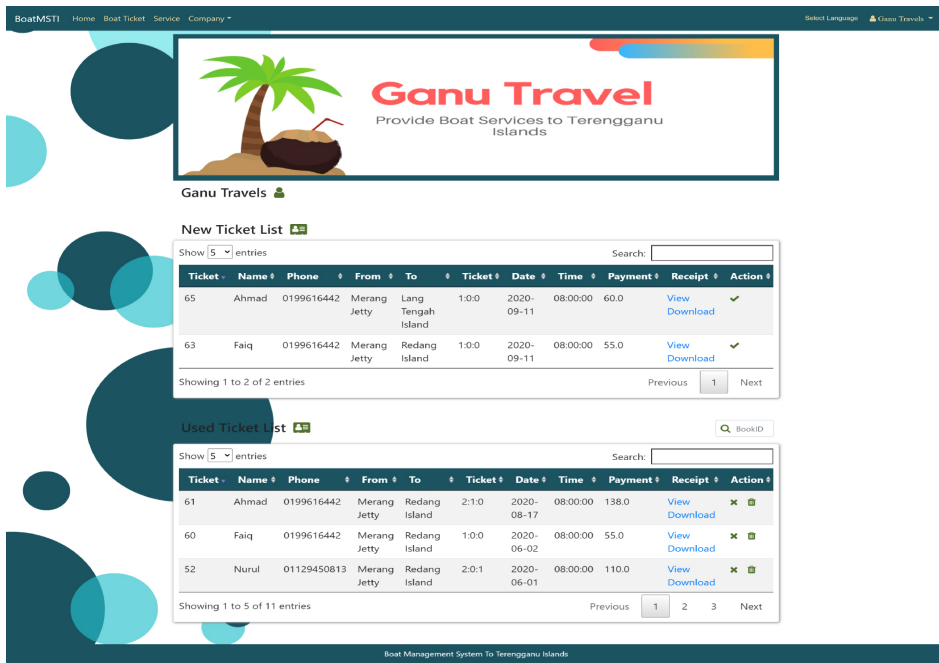 BoatMSTI Home Boat Ticket Service Company Select Language Ganu Travels
Ganu Travel
Provide Boat Services to Terengganu
Islands
Ganu Travels
New Ticket List
Show 5 entries Search:
Ticket Name Phone From To Ticket Date Time Payment Receipt Action
65 Ahmad 0199616442 Merang Lang 1:0:0 2020- 08:00:00 60.0 View
Jetty Tengah 09-11 Download
Island
63 Faiq 0199616442 Merang Redang 1:0:0 2020- 08:00:00 55.0 View
Jetty Island 09-11 Download
Showing 1 to 2 of 2 entries Previous 1 Next
Used Ticket List BookID
Show 5 entries Search:
Ticket Name Phone From To Ticket Date Time Payment Receipt Action
61 Ahmad 0199616442 Merang Redang 2:1:0 2020- 08:00:00 138.0 View
Jetty Island 08-17 Download
60 Faiq 0199616442 Merang Redang 1:0:0 2020- 08:00:00 55.0 View
Jetty Island 06-02 Download
52 Nurul 01129450813 Merang Redang 2:0:1 2020- 08:00:00 110.0 View
Jetty Island 06-01 Download
Showing 1 to 5 of 11 entries Previous 1 2 3 Next
Boat Management System To Terengganu Islands